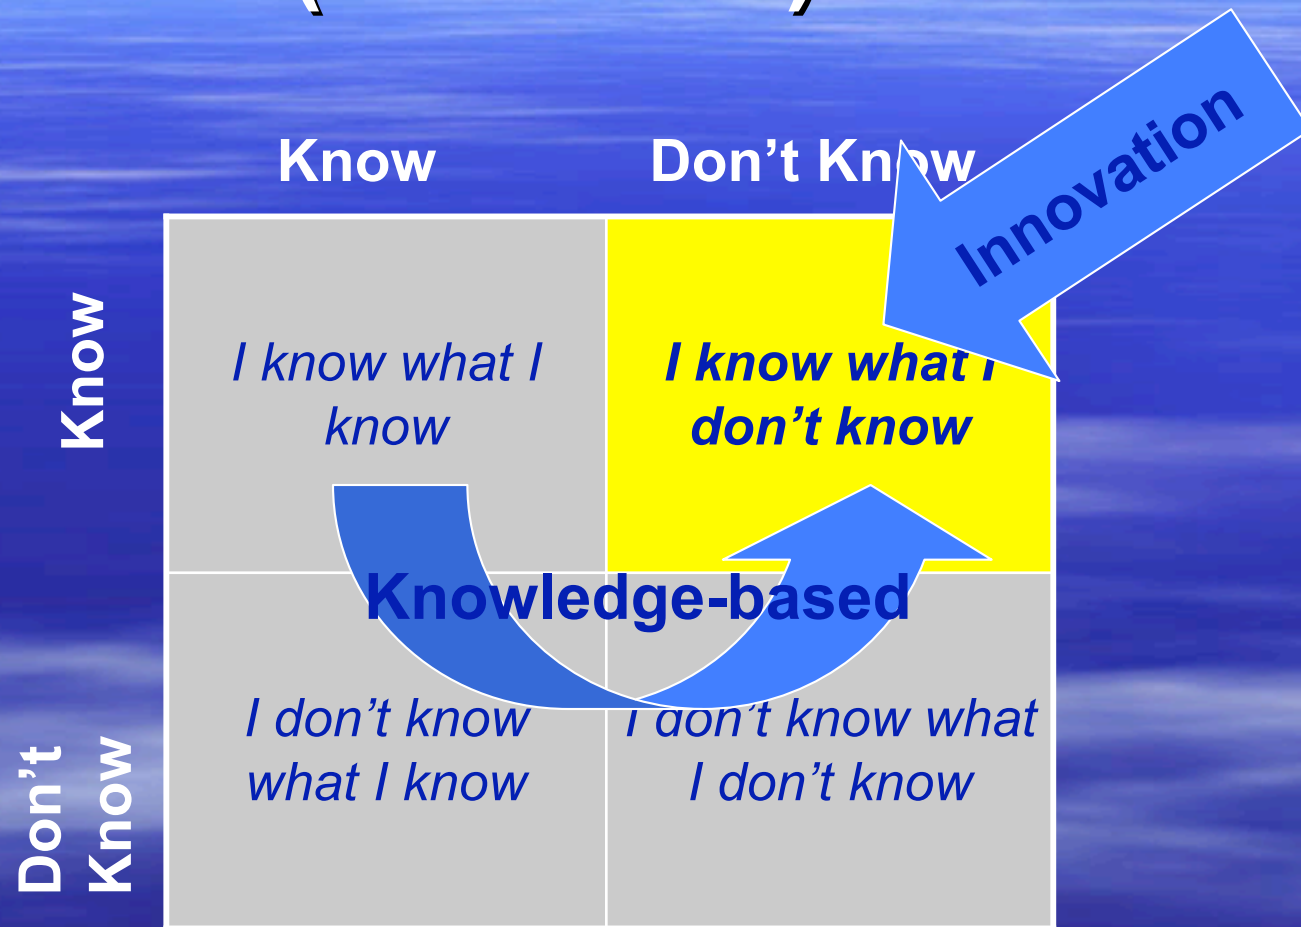 Know
Don’t Know
Innovation
Know
I know what I
know
I know what I
don’t know
Knowledge-based
Don’t
Know
I don’t know
what I know
I don’t know what
I don’t know